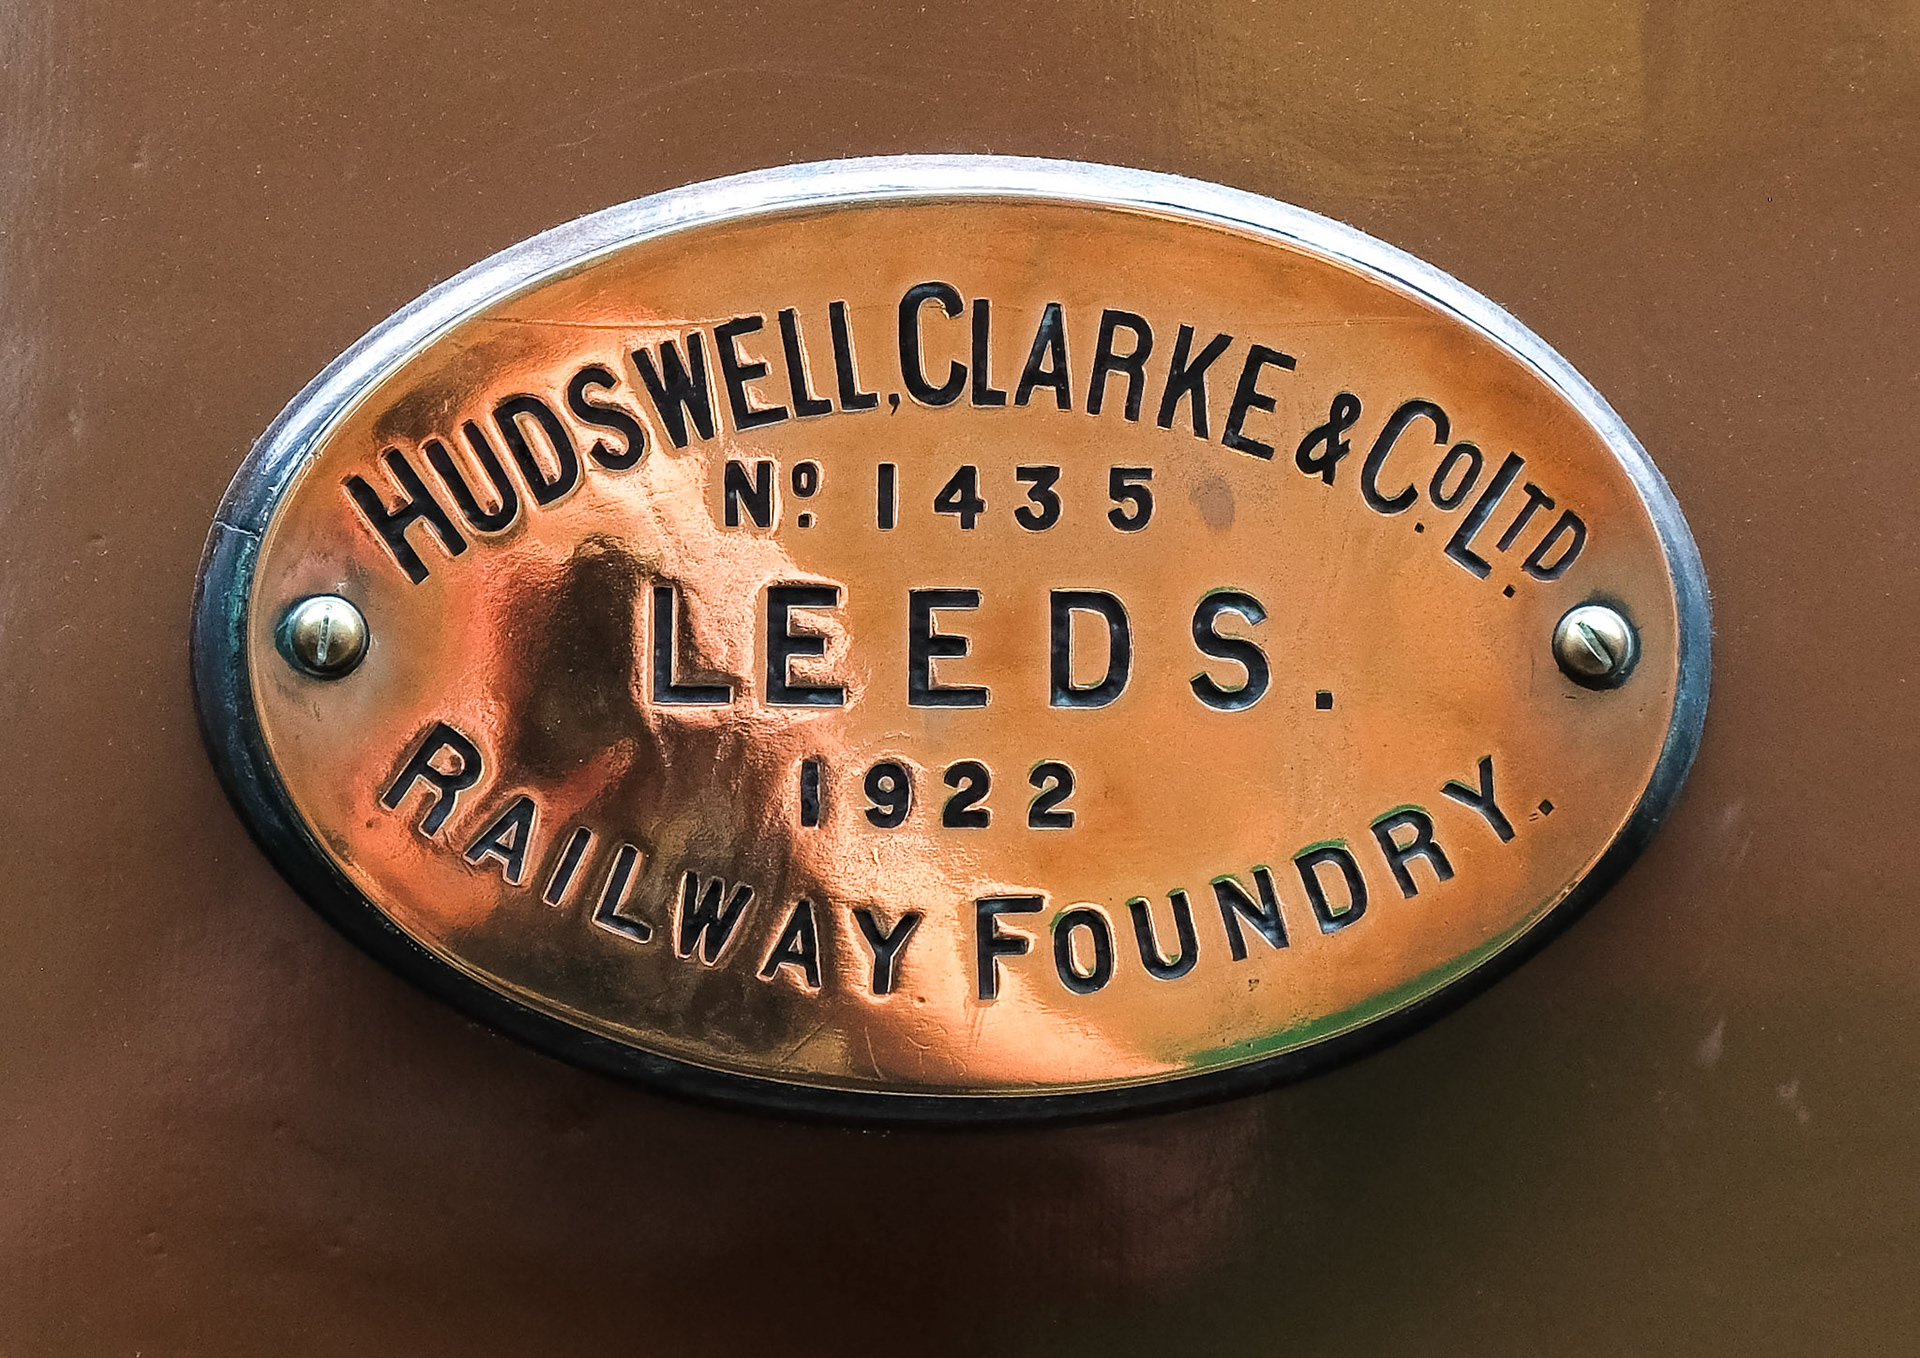 HUDSWELL, CLARKE & Co. LTD.
No. 1435
LEEDS.
1922
RAILWAY FOUNDRY.